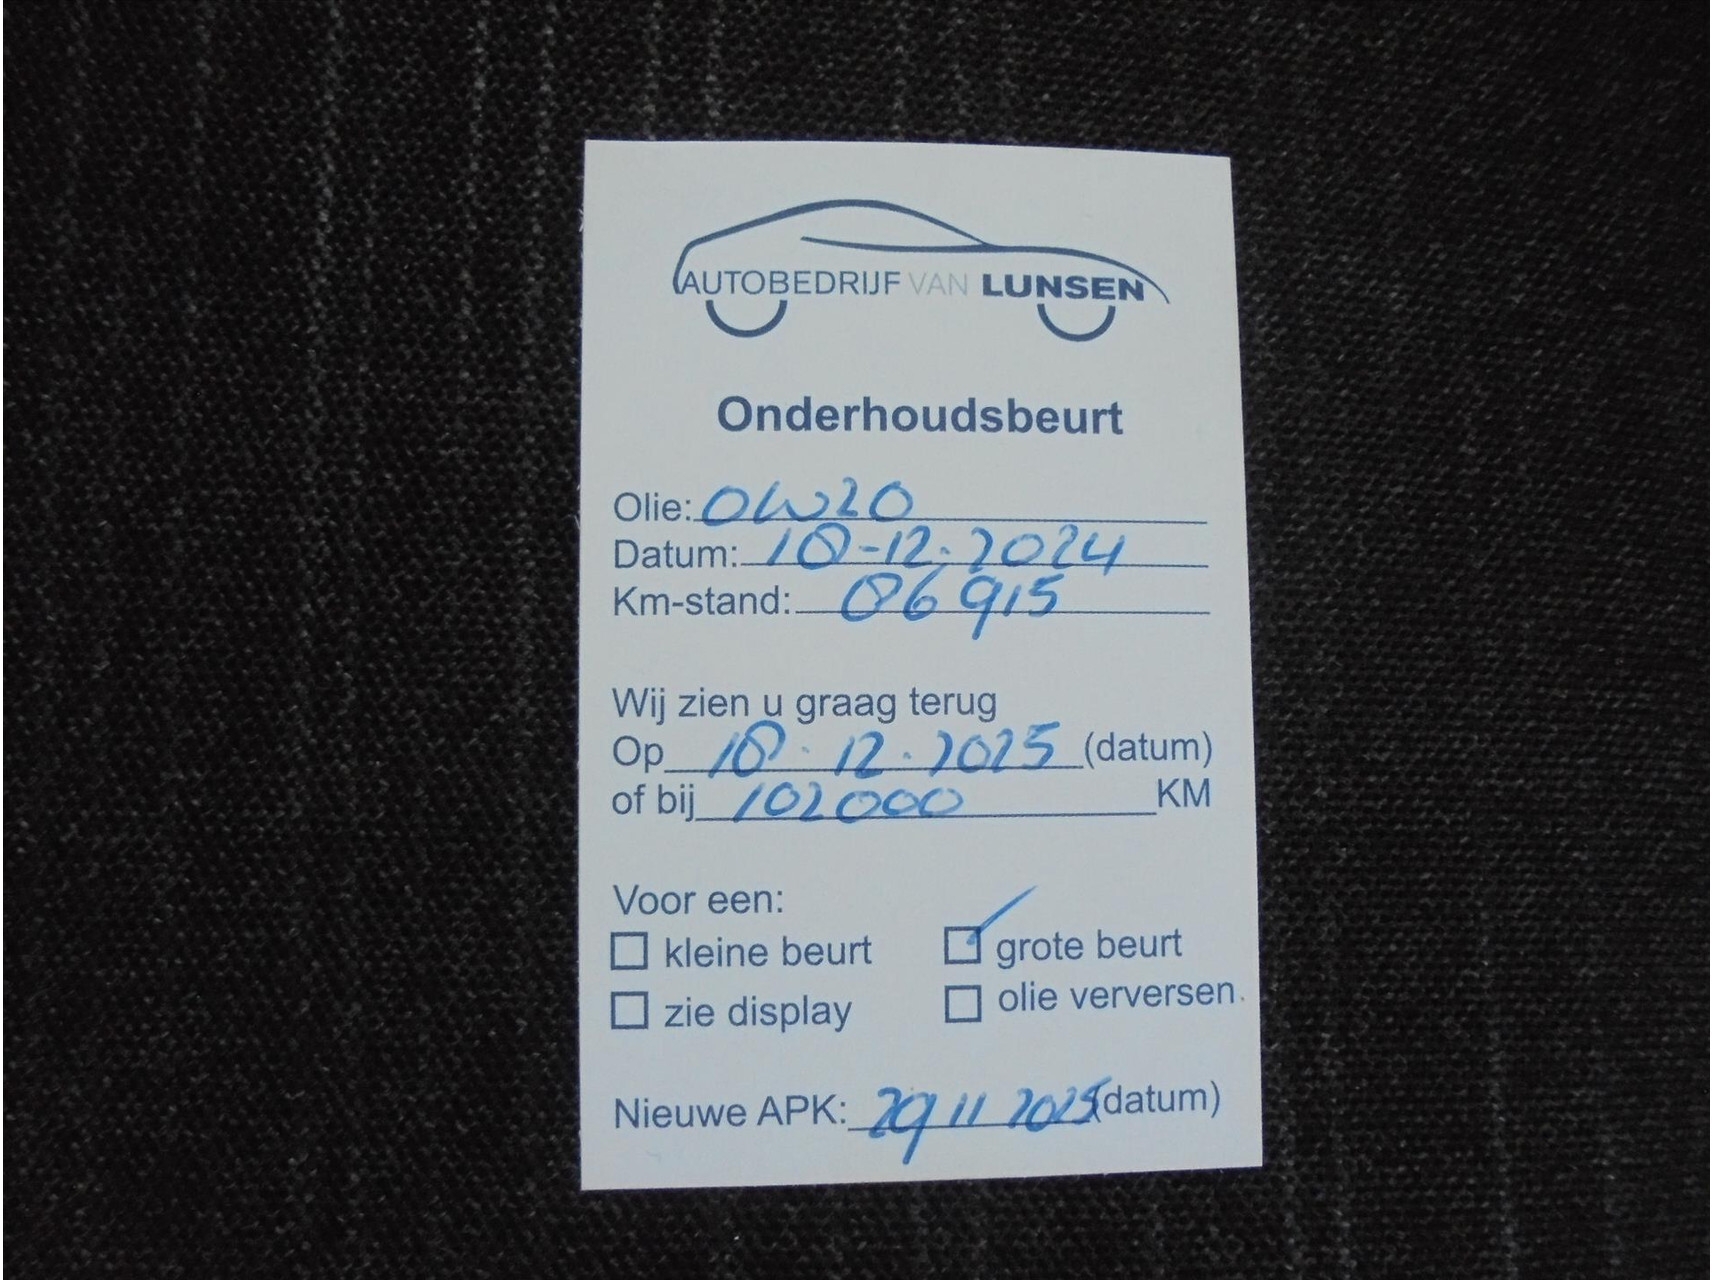 AUTOBEDRIJF VAN LUNSEN
Onderhoudsbeurt
Olie: 0W20
Datum: 18-12-2024
Km-stand: 86915
Wij zien u graag terug
Op 18.12.2025 (datum)
of bij 102000 KM
Voor een:
kleine beurt grote beurt
zie display olie verversen
Nieuwe APK: 29 11 2025 (datum)